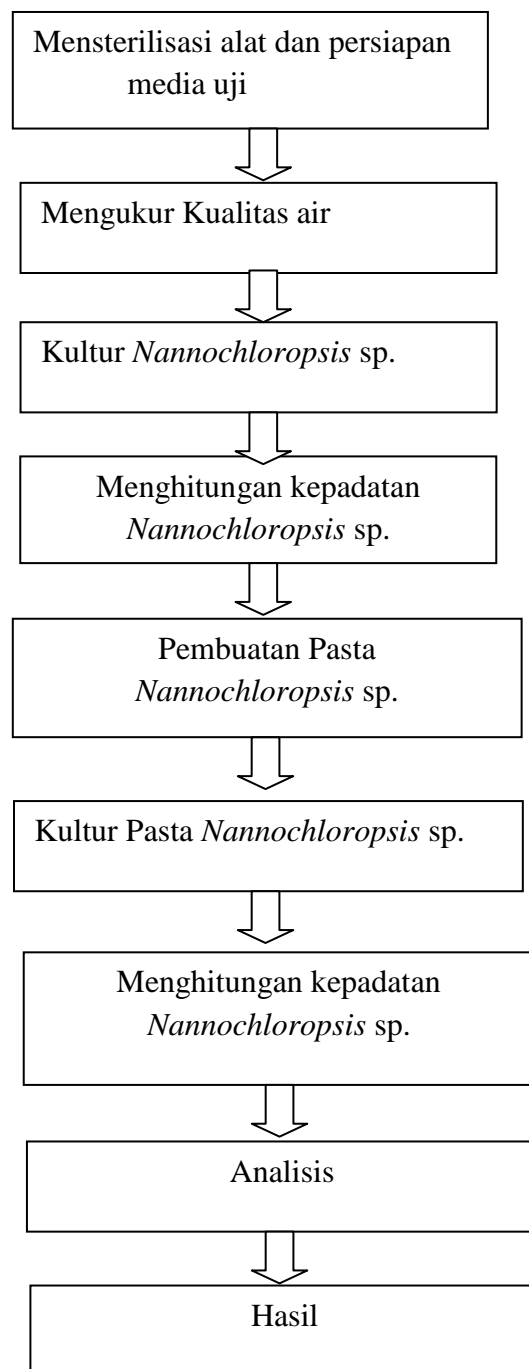 Mensterilisasi alat dan persiapan
media uji
Mengukur Kualitas air
Kultur Nannochloropsis sp.
Menghitungan kepadatan
Nannochloropsis sp.
Pembuatan Pasta
Nannochloropsis sp.
Kultur Pasta Nannochloropsis sp.
Menghitungan kepadatan
Nannochloropsis sp.
Analisis
Hasil